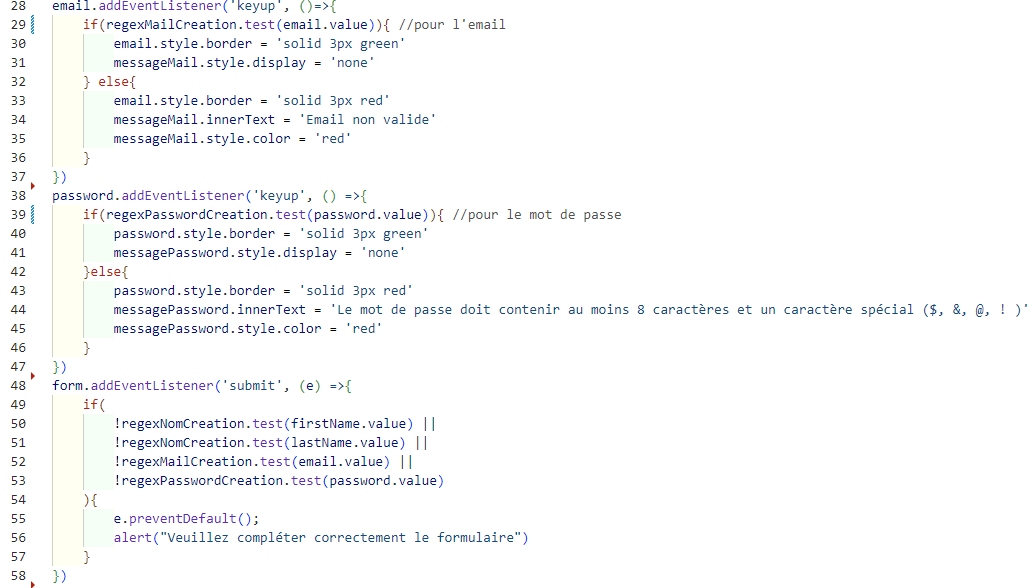 28 email.addEventListener('keyup', ()=>{
29 if(regexMailCreation.test(email.value)){ //pour l'email
30 email.style.border = 'solid 3px green'
31 messageMail.style.display = 'none'
32 } else{
33 email.style.border = 'solid 3px red'
34 messageMail.innerText = 'Email non valide'
35 messageMail.style.color = 'red'
36 }
37 })
38 password.addEventListener('keyup', () =>{
39 if(regexPasswordCreation.test(password.value)){ //pour le mot de passe
40 password.style.border = 'solid 3px green'
41 messagePassword.style.display = 'none'
42 }else{
43 password.style.border = 'solid 3px red'
44 messagePassword.innerText = 'Le mot de passe doit contenir au moins 8 caractères et un caractère spécial ($, &, @, ! )'
45 messagePassword.style.color = 'red'
46 }
47 })
48 form.addEventListener('submit', (e) =>{
49 if(
50 !regexNomCreation.test(firstName.value) ||
51 !regexNomCreation.test(lastName.value) ||
52 !regexMailCreation.test(email.value) ||
53 !regexPasswordCreation.test(password.value)
54 ){
55 e.preventDefault();
56 alert("Veuillez compléter correctement le formulaire")
57 }
58 })